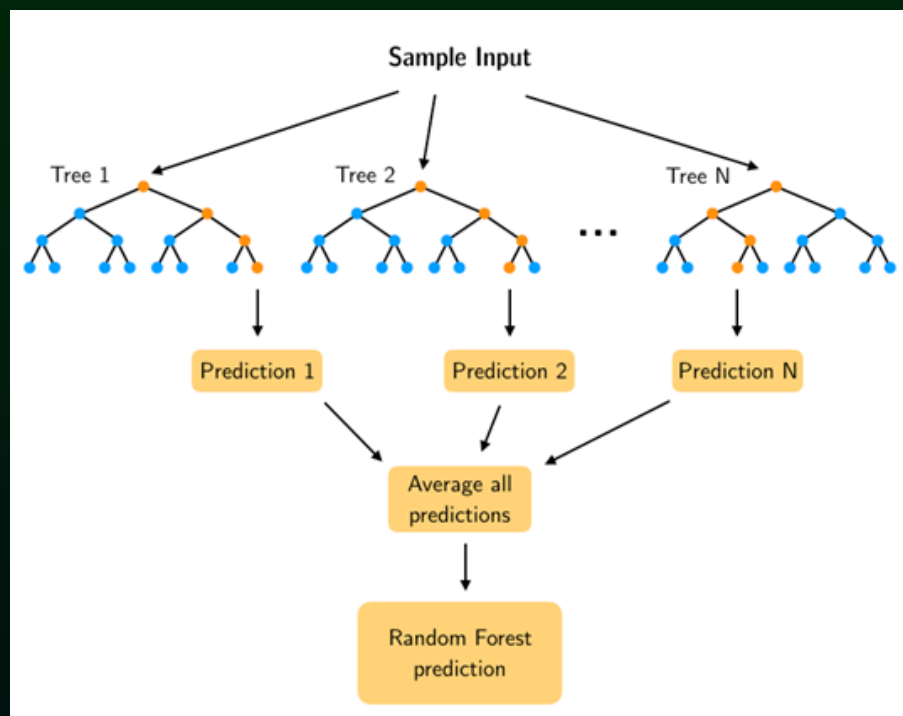 Sample Input
Tree 1
Tree 2
Tree N
...
Prediction 1
Prediction 2
Prediction N
Average all
predictions
Random Forest
prediction